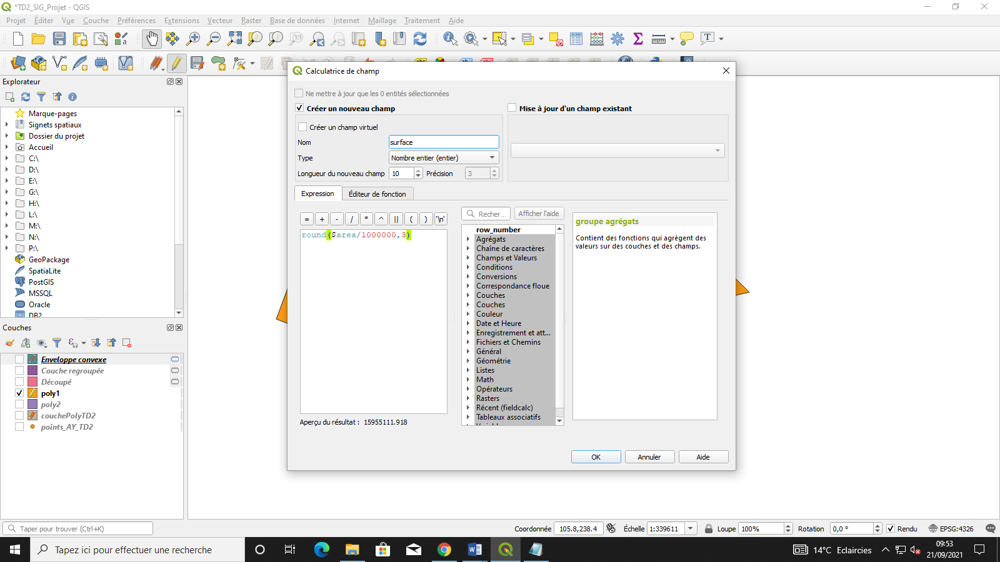 *TD2_SIG_Projet - QGIS
Projet Éditer Vue Couche Préférences Extensions Vecteur Raster Base de données Internet Maillage Traitement Aide
Explorateur
Marque-pages
Signets spatiaux
Dossier du projet
Accueil
C:\
D:\
E:\
G:\
H:\
L:\
M:\
N:\
P:\
GeoPackage
SpatiaLite
PostGIS
MSSQL
Oracle
DB2
Couches
Enveloppe convexe
Couche regroupée
Découpé
poly1
poly2
couchePolyTD2
points_AY_TD2
Calculatrice de champ
Ne mettre à jour que les 0 entités sélectionnées
Créer un nouveau champ
Mise à jour d'un champ existant
Créer un champ virtuel
Nom surface
Type Nombre entier (entier)
Longueur du nouveau champ 10 Précision 3
Expression Éditeur de fonction
= + - / * ^ || ( ) '\n'
round($area/1000000,3)
Aperçu du résultat : 15955111.918
Recher... Afficher l'aide
row_number
Agrégats
Chaîne de caractères
Champs et Valeurs
Conditions
Conversions
Correspondance floue
Couches
Couches
Couleur
Date et Heure
Enregistrement et att...
Fichiers et Chemins
Général
Géométrie
Listes
Math
Opérateurs
Rasters
Récent (fieldcalc)
Tableaux associatifs
groupe agrégats
Contient des fonctions qui agrègent des
valeurs sur des couches et des champs.
OK Annuler Aide
Taper pour trouver (Ctrl+K)
Coordonnée 105.8,238.4 Échelle 1:339611 Loupe 100% Rotation 0,0 ° Rendu EPSG:4326
Tapez ici pour effectuer une recherche
14°C Eclaircies
09:53
21/09/2021